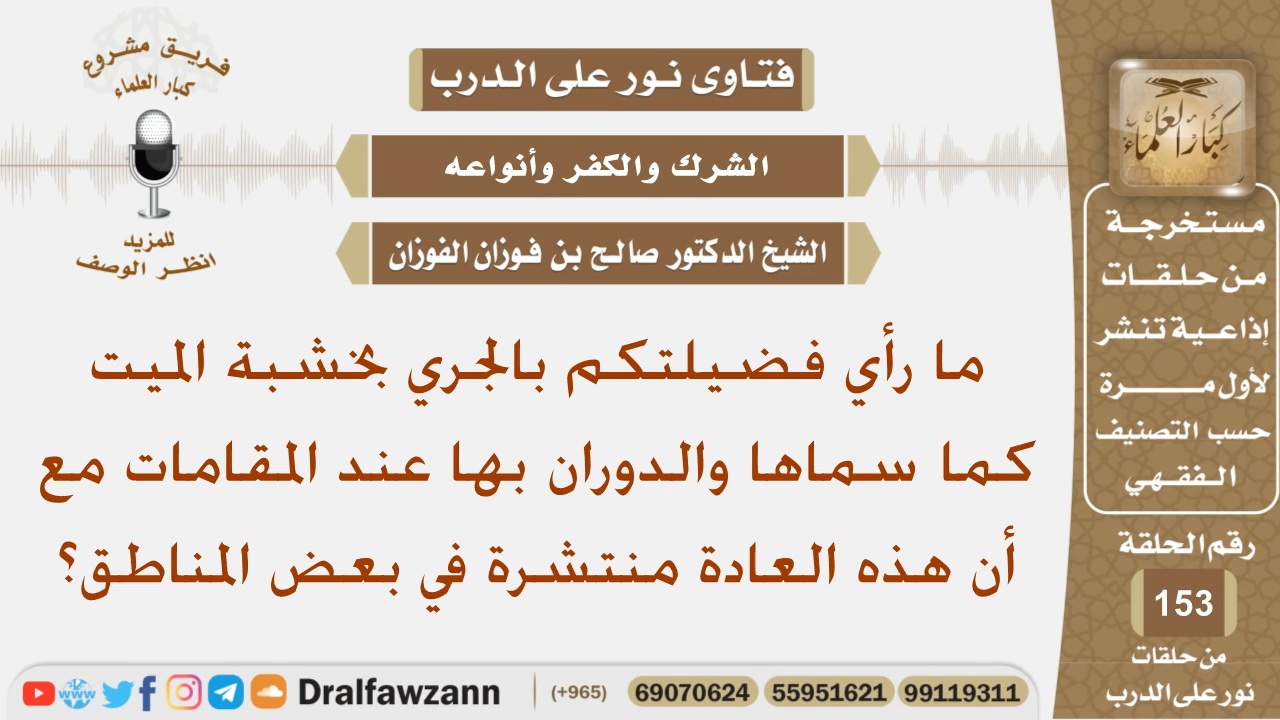 فتاوى نور على الدرب
الشرك والكفر وأنواعه
الشيخ الدكتور صالح بن فوزان الفوزان
ما رأي فضيلتكم بالجري بخشبة الميت
كما سماها والدوران بها عند المقامات مع
أن هذه العادة منتشرة في بعض المناطق؟
كبار العلماء
مستخرجة
من حلقات
إذاعية تنشر
لأول مرة
حسب التصنيف
الفقهي
رقم الحلقة
153
من حلقات
نور على الدرب
فريق مشروع
كبار العلماء
للمزيد
انظر الوصف
www
Dralfawzann
(+965) 69070624 55951621 99119311